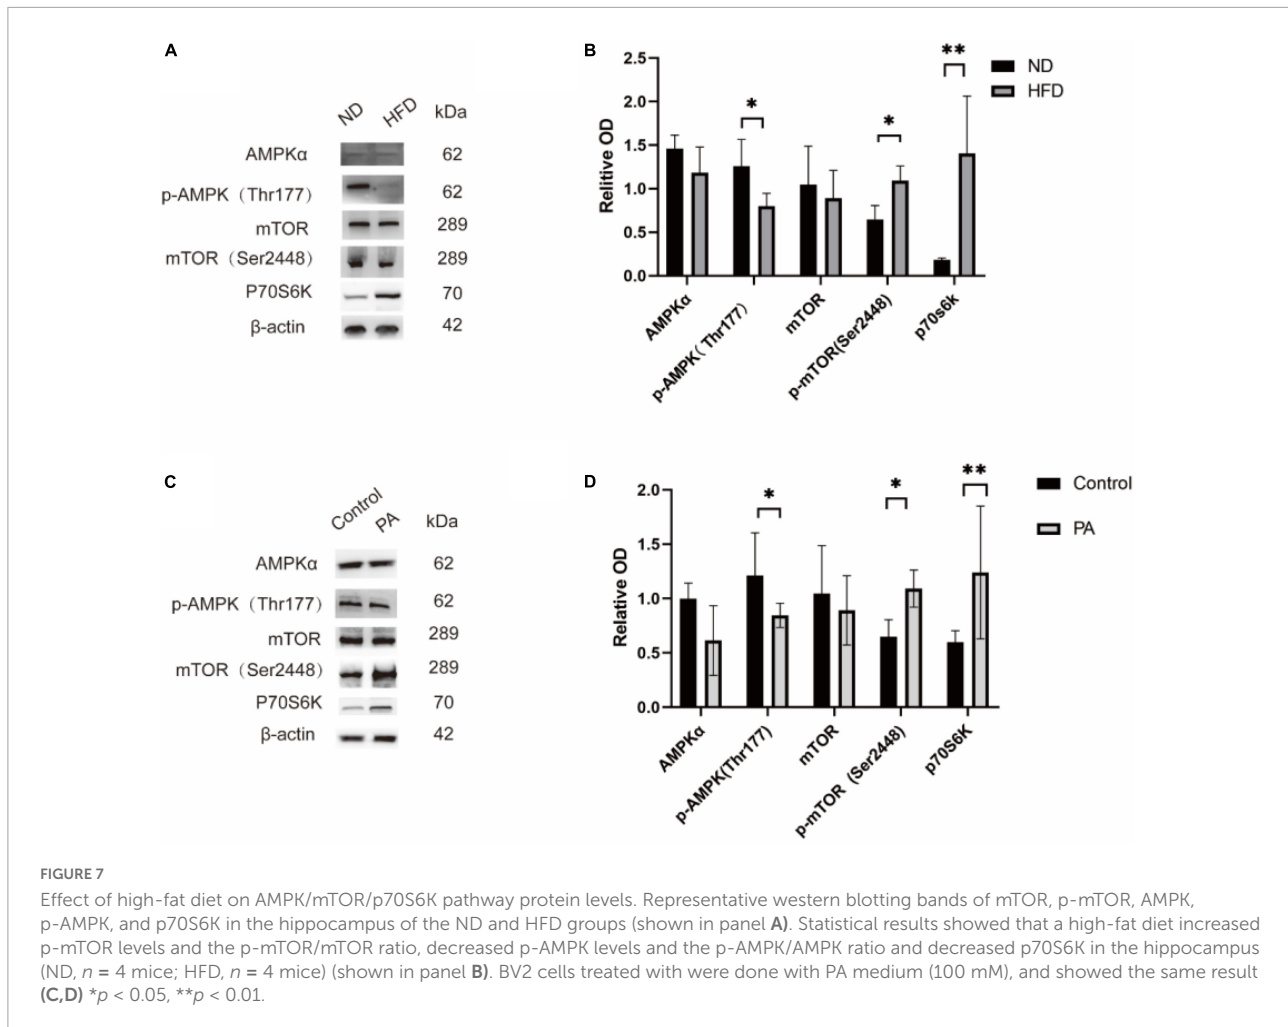 A
ND HFD kDa
AMPKα 62
p-AMPK（Thr177） 62
mTOR 289
mTOR（Ser2448） 289
P70S6K 70
β-actin 42
B
Relitive OD
2.5
2.0
1.5
1.0
0.5
0.0
*
*
**
ND
HFD
AMPKα
p-AMPK（Thr177）
mTOR
p-mTOR(Ser2448)
p70s6k
C
Control PA kDa
AMPKα 62
p-AMPK（Thr177） 62
mTOR 289
mTOR（Ser2448） 289
P70S6K 70
β-actin 42
D
Relative OD
2.0
1.5
1.0
0.5
0.0
*
*
**
Control
PA
AMPKα
p-AMPK(Thr177)
mTOR
p-mTOR (Ser2448)
p70S6K
FIGURE 7
Effect of high-fat diet on AMPK/mTOR/p70S6K pathway protein levels. Representative western blotting bands of mTOR, p-mTOR, AMPK,
p-AMPK, and p70S6K in the hippocampus of the ND and HFD groups (shown in panel A). Statistical results showed that a high-fat diet increased
p-mTOR levels and the p-mTOR/mTOR ratio, decreased p-AMPK levels and the p-AMPK/AMPK ratio and decreased p70S6K in the hippocampus
(ND, n = 4 mice; HFD, n = 4 mice) (shown in panel B). BV2 cells treated with were done with PA medium (100 mM), and showed the same result
(C,D) *p < 0.05, **p < 0.01.